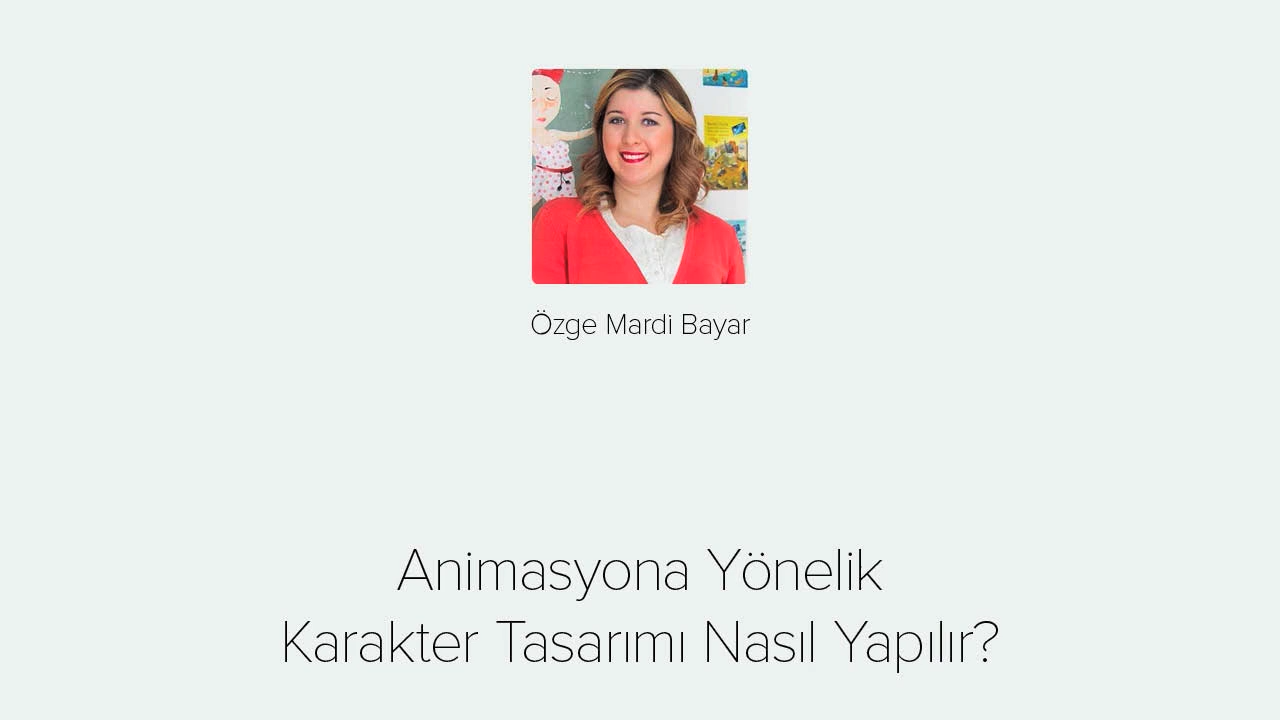 Özge Mardi Bayar
Animasyona Yönelik
Karakter Tasarımı Nasıl Yapılır?